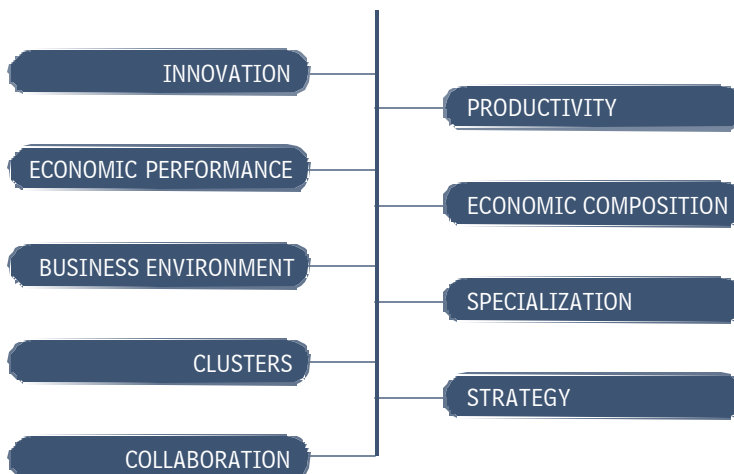 INNOVATION
PRODUCTIVITY
ECONOMIC PERFORMANCE
ECONOMIC COMPOSITION
BUSINESS ENVIRONMENT
SPECIALIZATION
CLUSTERS
STRATEGY
COLLABORATION